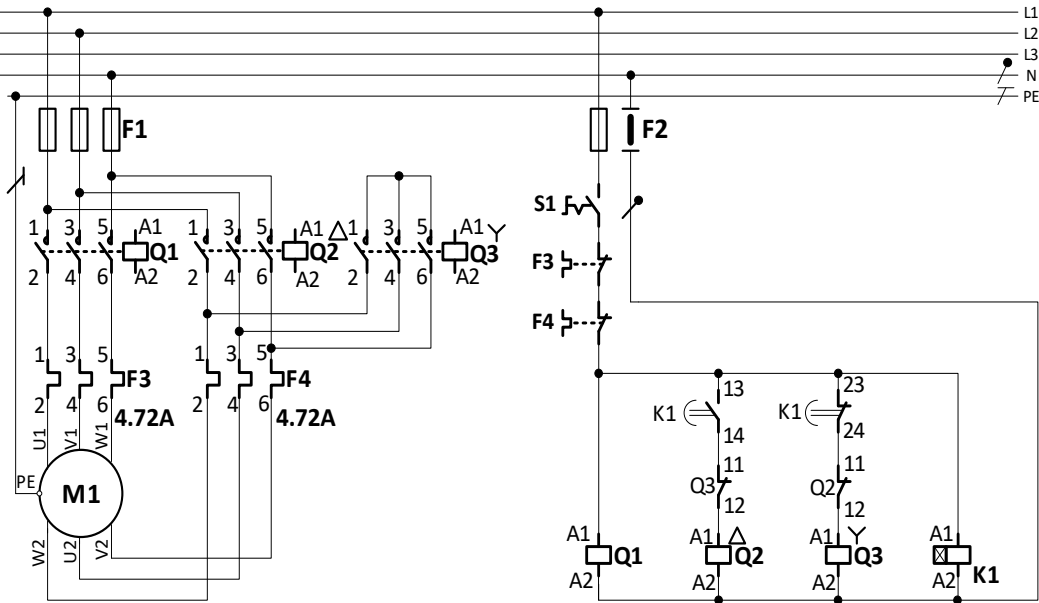 L1
L2
L3
N
PE
F1 F2
S1
1 3 5 A1 Q1 1 3 5 A1 Q2 1 3 5 A1 Q3
2 4 6 A2 2 4 6 A2 2 4 6 A2
F3
F4
1 3 5 F3 1 3 5 F4
2 4 6 4.72A 2 4 6 4.72A
U1 V1 W1
PE M1
W2 U2 V2
13 23
K1 K1
14 24
11 11
Q3 Q2
12 12
A1 Q1 A1 Q2 A1 Q3 A1 K1
A2 A2 A2 A2